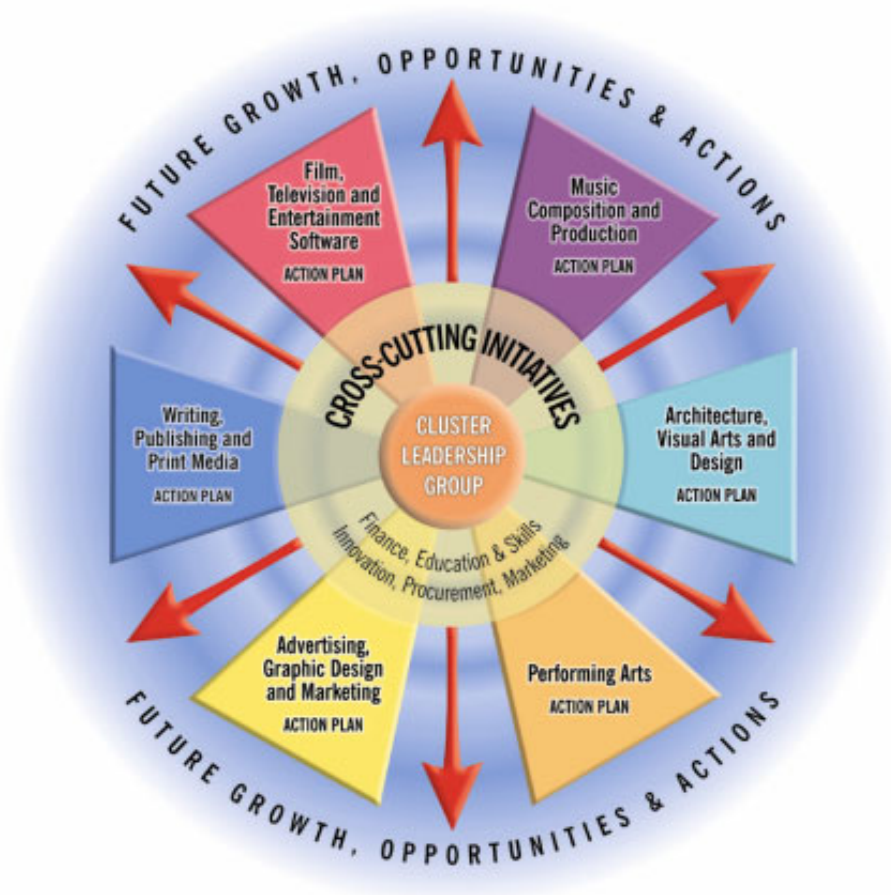 FUTURE GROWTH, OPPORTUNITIES & ACTIONS
Film,
Television and
Entertainment
Software
ACTION PLAN
Music
Composition and
Production
ACTION PLAN
CROSS-CUTTING INITIATIVES
Writing,
Publishing and
Print Media
ACTION PLAN
CLUSTER
LEADERSHIP
GROUP
Architecture,
Visual Arts and
Design
ACTION PLAN
Finance, Education & Skills
Innovation, Procurement, Marketing
Advertising,
Graphic Design
and Marketing
ACTION PLAN
Performing Arts
ACTION PLAN
FUTURE GROWTH, OPPORTUNITIES & ACTIONS